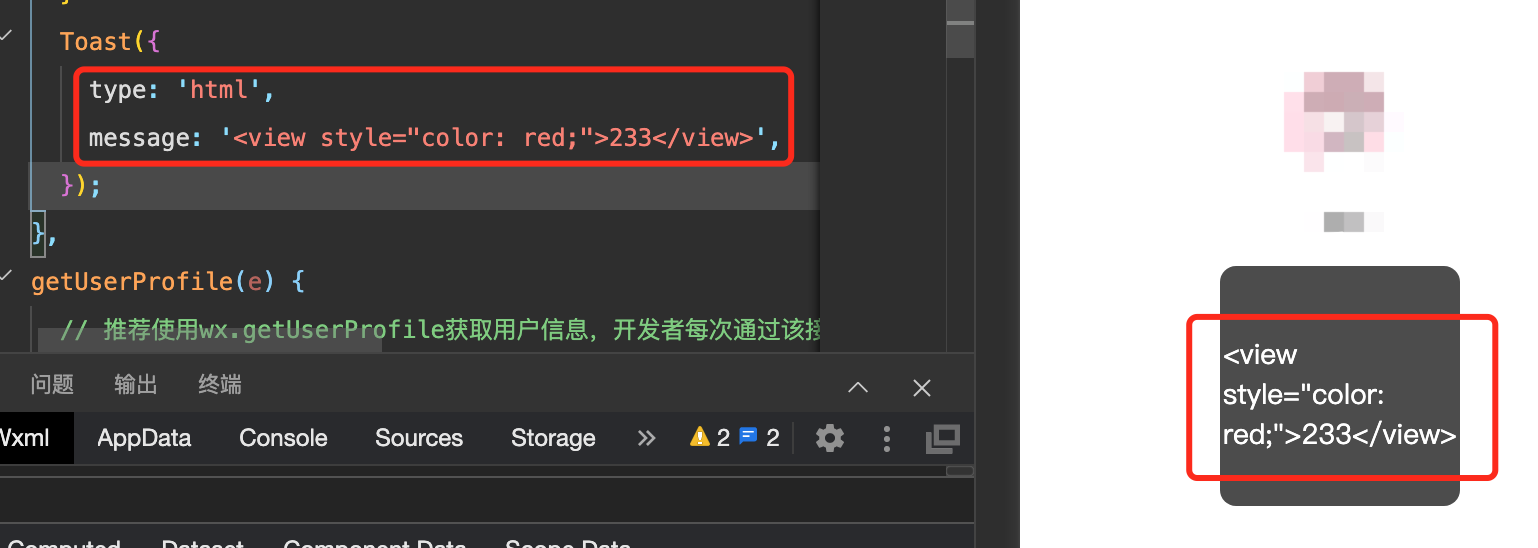 Toast({
type: 'html',
message: '<view style="color: red;">233</view>',
});
},
getUserProfile(e) {
// 推荐使用wx.getUserProfile获取用户信息，开发者每次通过该接
问题 输出 终端
Wxml AppData Console Sources Storage 2 2
Computed Dataset Component Data Scope Data
<view
style="color:
red;">233</view>